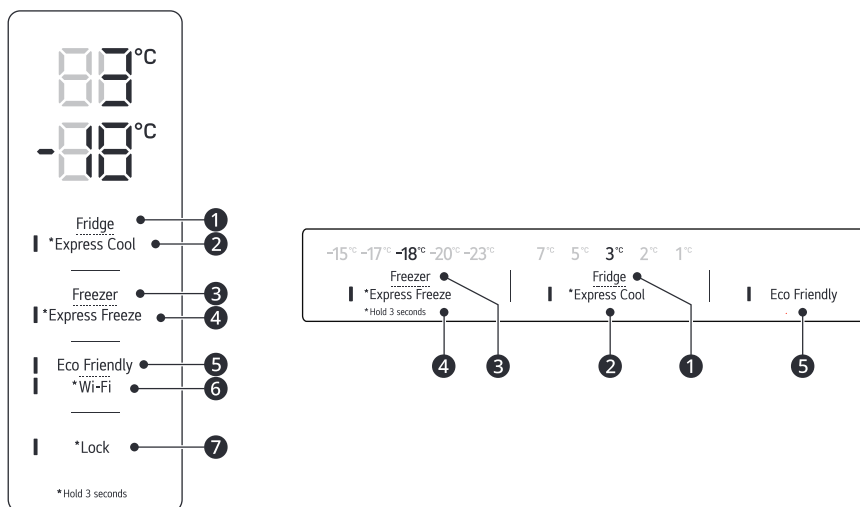 3°C
-18°C
Fridge 1
*Express Cool 2
Freezer 3
*Express Freeze 4
Eco Friendly 5
*Wi-Fi 6
*Lock 7
*Hold 3 seconds
-15°C -17°C -18°C -20°C -23°C 7°C 5°C 3°C 2°C 1°C
Freezer Fridge
*Express Freeze *Express Cool Eco Friendly
*Hold 3 seconds
4 3 2 1 5